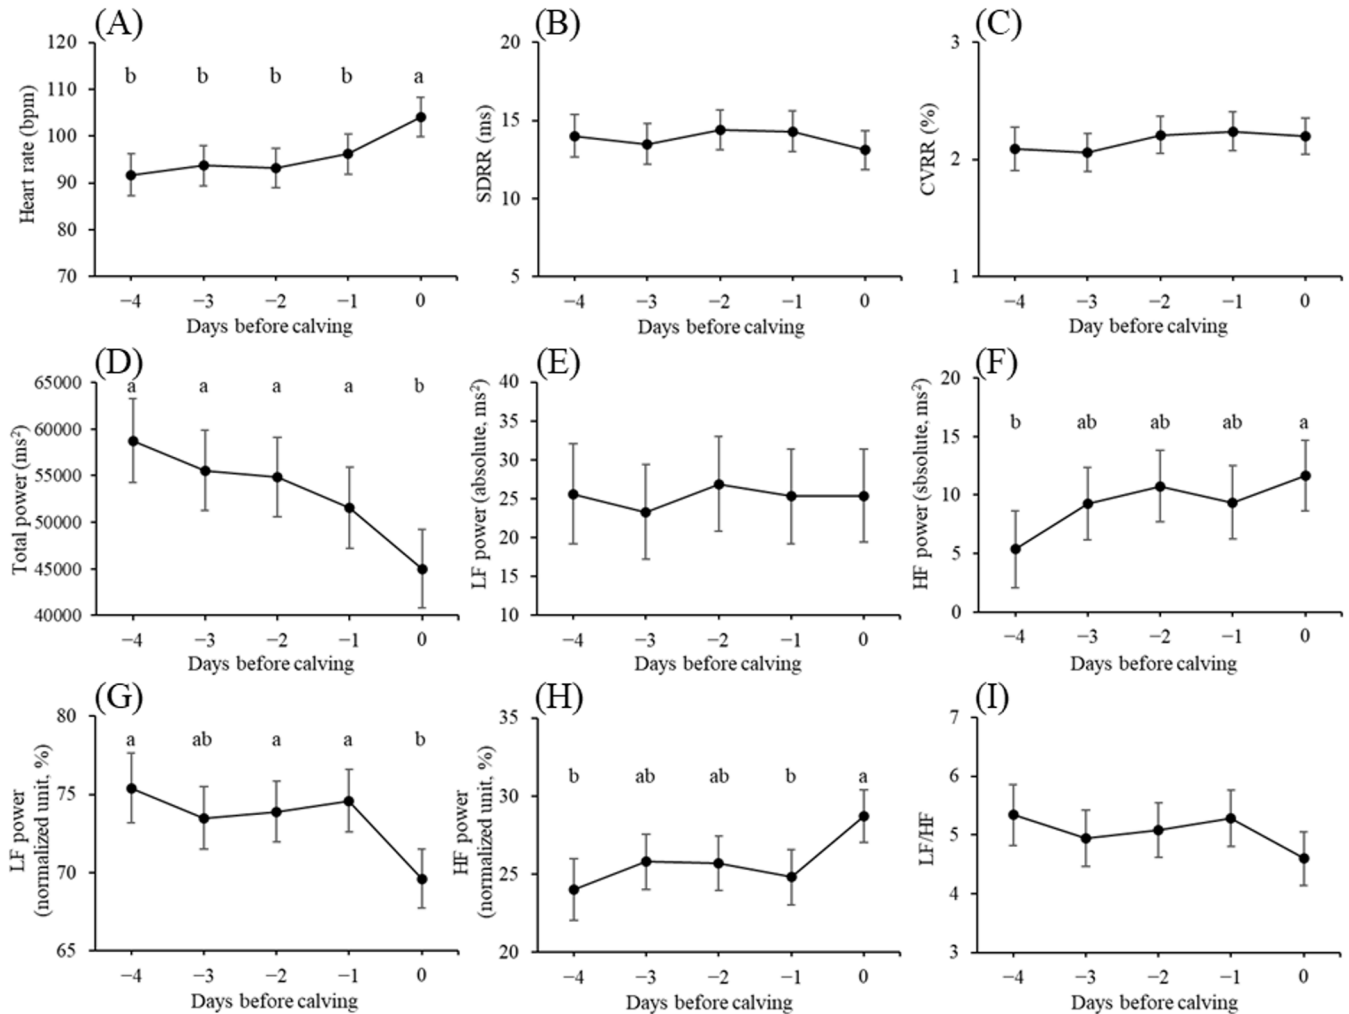 (A)
Heart rate (bpm)
120
110
100
90
80
70
b b b b a
−4 −3 −2 −1 0
Days before calving
(B)
SDRR (ms)
20
15
10
5
−4 −3 −2 −1 0
Days before calving
(C)
CVRR (%)
3
2
1
−4 −3 −2 −1 0
Day before calving
(D)
Total power (ms²)
65000
60000
55000
50000
45000
40000
a a a a b
−4 −3 −2 −1 0
Days before calving
(E)
LF power (absolute, ms²)
40
35
30
25
20
15
10
−4 −3 −2 −1 0
Days before calving
(F)
HF power (sbsolute, ms²)
20
15
10
5
0
b ab ab ab a
−4 −3 −2 −1 0
Days before calving
(G)
LF power
(normalized unit, %)
80
75
70
65
a ab a a b
−4 −3 −2 −1 0
Days before calving
(H)
HF power
(normalized unit, %)
35
30
25
20
b ab ab b a
−4 −3 −2 −1 0
Days before calving
(I)
LF/HF
7
6
5
4
3
−4 −3 −2 −1 0
Days before calving